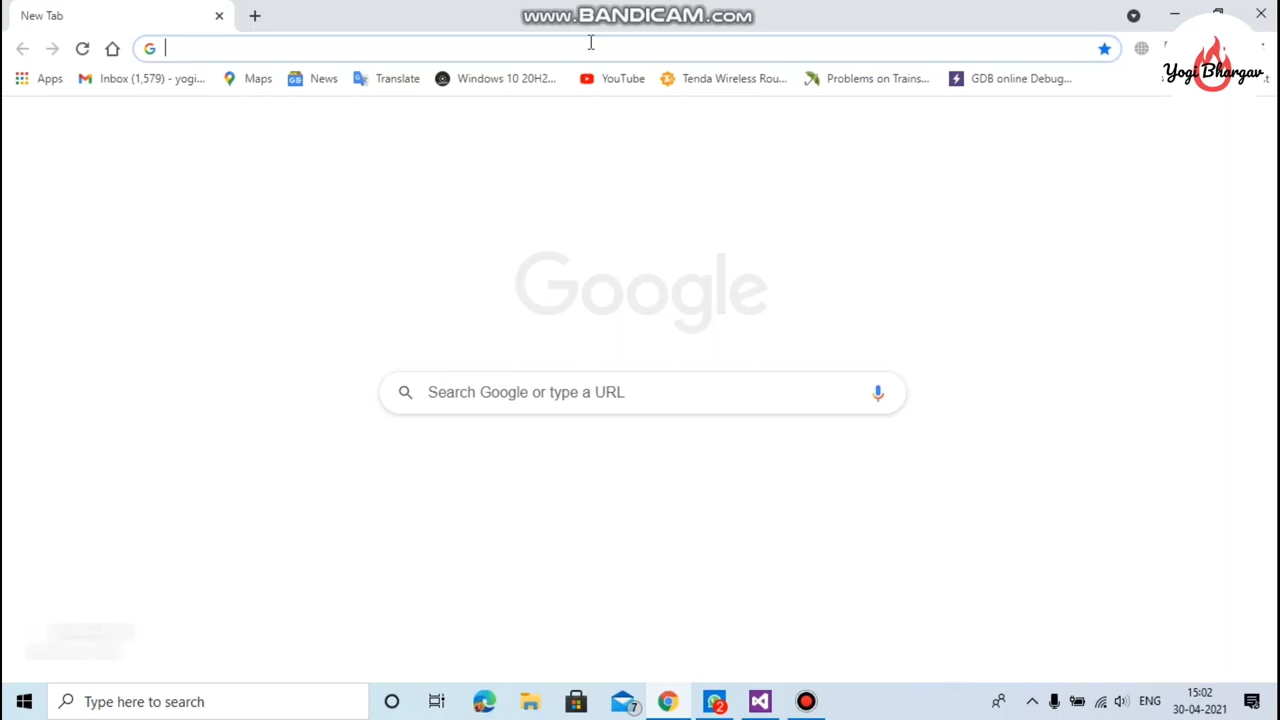 New Tab
www.BANDICAM.com
Apps
Inbox (1,579) - yogi...
Maps
News
Translate
Windows 10 20H2...
YouTube
Tenda Wireless Rou...
Problems on Trains...
GDB online Debug...
Yogi Bhargav
Google
Search Google or type a URL
Type here to search
7
2
ENG
15:02
30-04-2021